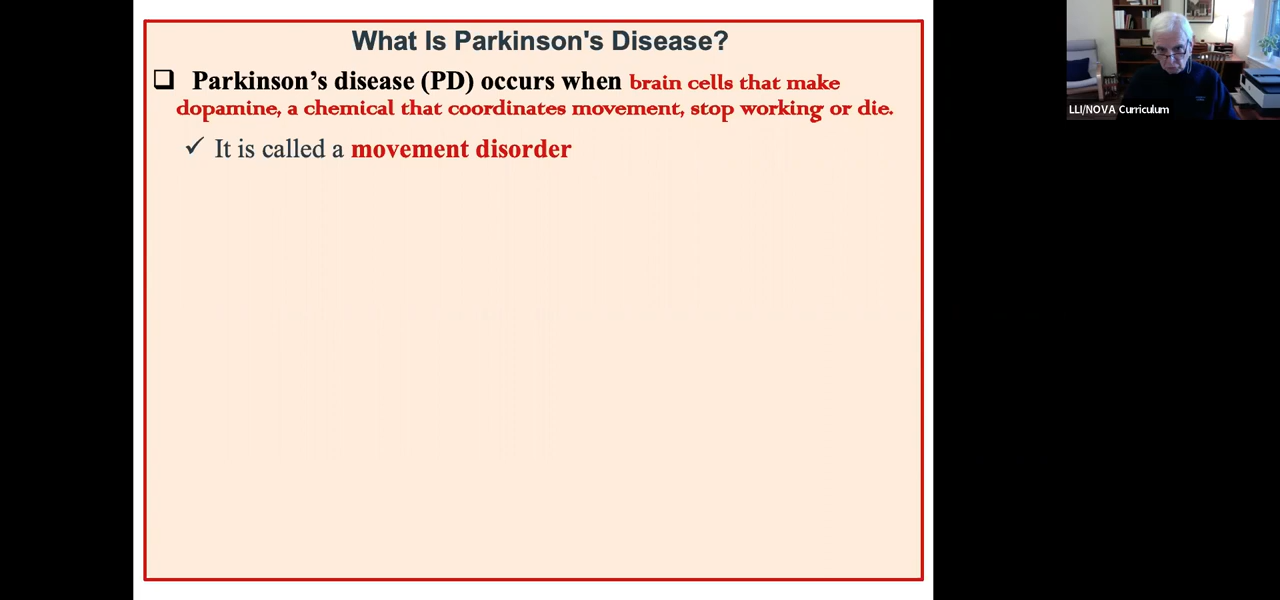 What Is Parkinson's Disease?
❑ Parkinson’s disease (PD) occurs when brain cells that make
dopamine, a chemical that coordinates movement, stop working or die.
✓ It is called a movement disorder
LLI/NOVA Curriculum